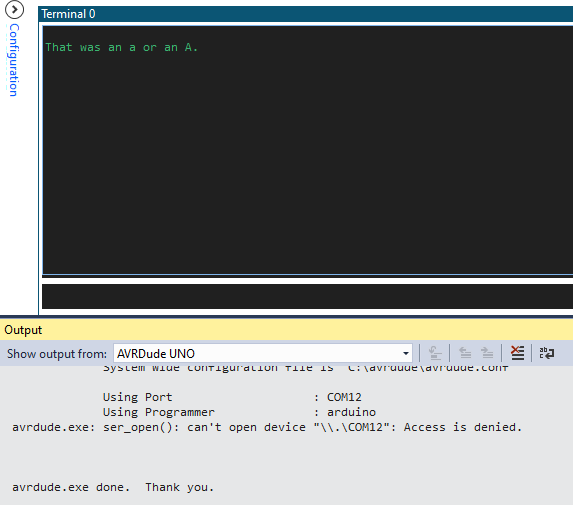 Terminal 0
Configuration
That was an a or an A.
Output
Show output from: AVRDude UNO
System wide configuration file is "C:\avrdude\avrdude.conf"
Using Port : COM12
Using Programmer : arduino
avrdude.exe: ser_open(): can't open device "\\.\COM12": Access is denied.
avrdude.exe done. Thank you.